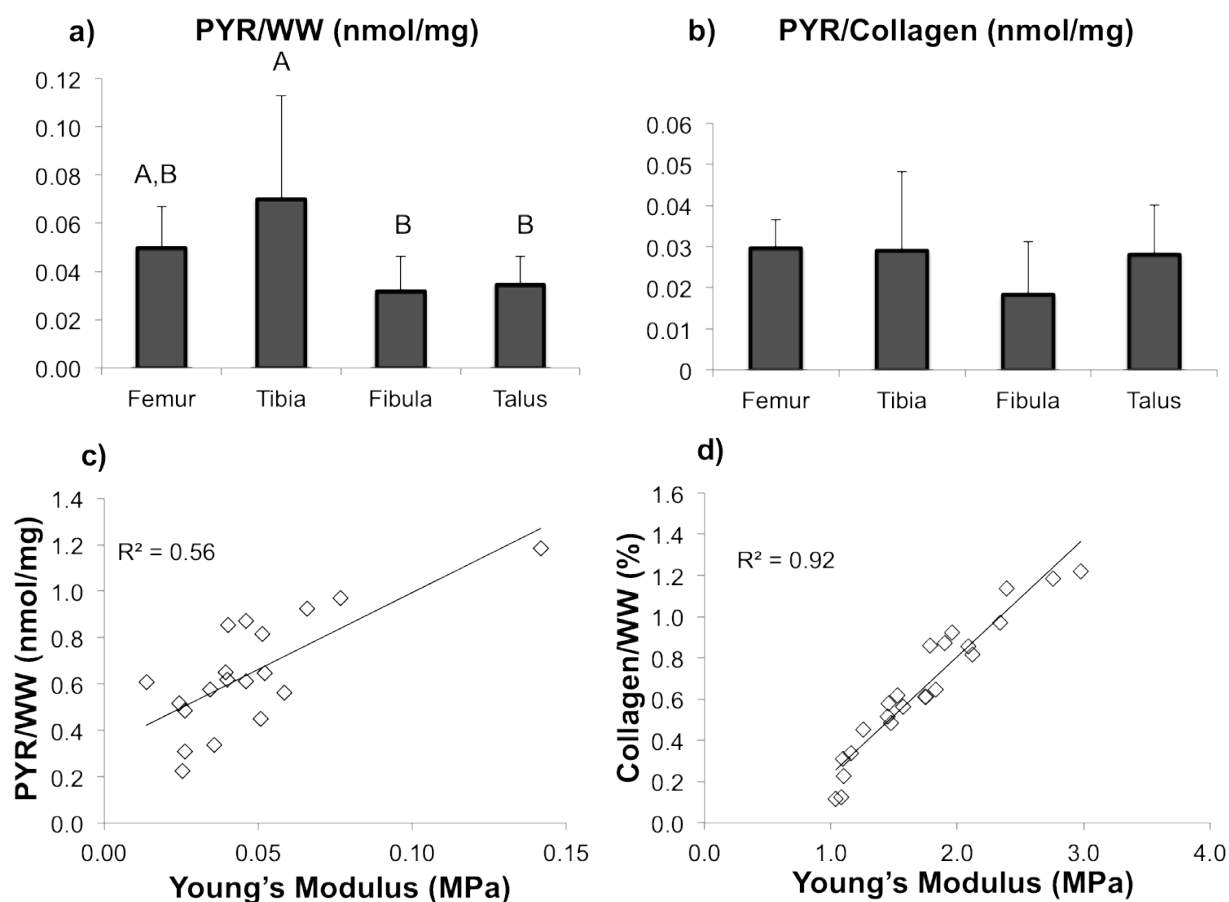 a) PYR/WW (nmol/mg)
0.12
0.10
0.08
0.06
0.04
0.02
0.00
A,B
A
B
B
Femur Tibia Fibula Talus
b) PYR/Collagen (nmol/mg)
0.06
0.05
0.04
0.03
0.02
0.01
0
Femur Tibia Fibula Talus
c)
PYR/WW (nmol/mg)
1.4
1.2
1.0
0.8
0.6
0.4
0.2
0.0
R² = 0.56
0.00 0.05 0.10 0.15
Young's Modulus (MPa)
d)
Collagen/WW (%)
1.6
1.4
1.2
1.0
0.8
0.6
0.4
0.2
0.0
R² = 0.92
0.0 1.0 2.0 3.0 4.0
Young's Modulus (MPa)